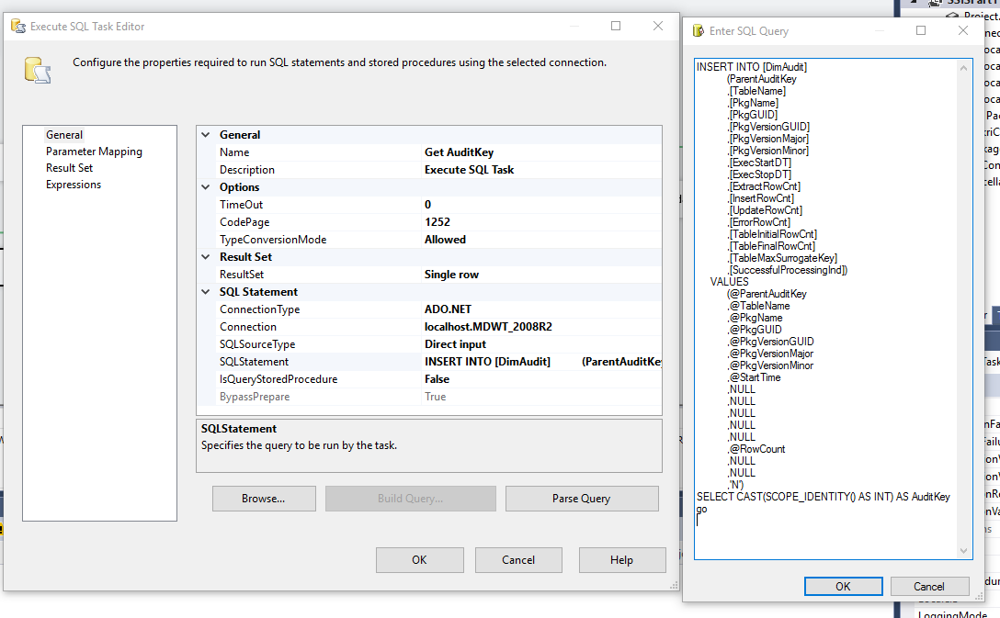 Execute SQL Task Editor
Configure the properties required to run SQL statements and stored procedures using the selected connection.
General
Parameter Mapping
Result Set
Expressions
General
Name Get AuditKey
Description Execute SQL Task
Options
TimeOut 0
CodePage 1252
TypeConversionMode Allowed
Result Set
ResultSet Single row
SQL Statement
ConnectionType ADO.NET
Connection localhost.MDWT_2008R2
SQLSourceType Direct input
SQLStatement INSERT INTO [DimAudit] (ParentAuditKey
IsQueryStoredProcedure False
BypassPrepare True
SQLStatement
Specifies the query to be run by the task.
Browse... Build Query... Parse Query
OK Cancel Help
Enter SQL Query
INSERT INTO [DimAudit]
(ParentAuditKey
,[TableName]
,[PkgName]
,[PkgGUID]
,[PkgVersionGUID]
,[PkgVersionMajor]
,[PkgVersionMinor]
,[ExecStartDT]
,[ExecStopDT]
,[ExtractRowCnt]
,[InsertRowCnt]
,[UpdateRowCnt]
,[ErrorRowCnt]
,[TableInitialRowCnt]
,[TableFinalRowCnt]
,[TableMaxSurrogateKey]
,[SuccessfulProcessingInd])
VALUES
(@ParentAuditKey
,@TableName
,@PkgName
,@PkgGUID
,@PkgVersionGUID
,@PkgVersionMajor
,@PkgVersionMinor
,@StartTime
,NULL
,NULL
,NULL
,NULL
,NULL
,@RowCount
,NULL
,NULL
,'N')
SELECT CAST(SCOPE_IDENTITY() AS INT) AS AuditKey
go
OK Cancel
Project.
LoggingMode